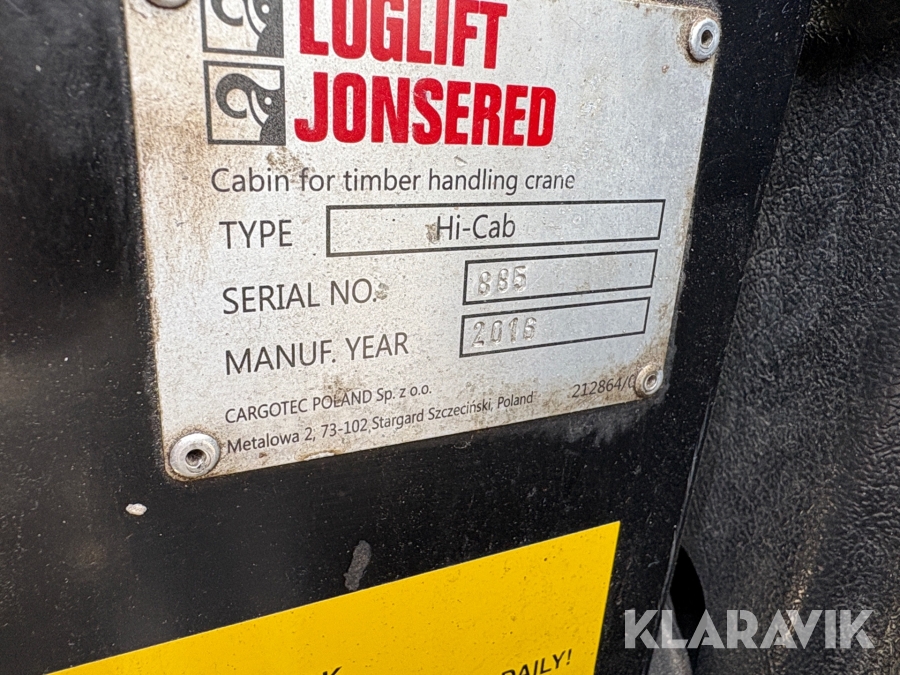 LOGLIFT
JONSERED
Cabin for timber handling crane
TYPE Hi-Cab
SERIAL NO. 885
MANUF. YEAR 2016
CARGOTEC POLAND Sp. z o.o.
Metalowa 2, 73-102 Stargard Szczeciński, Poland
212864/0
DAILY!
KLARAVIK